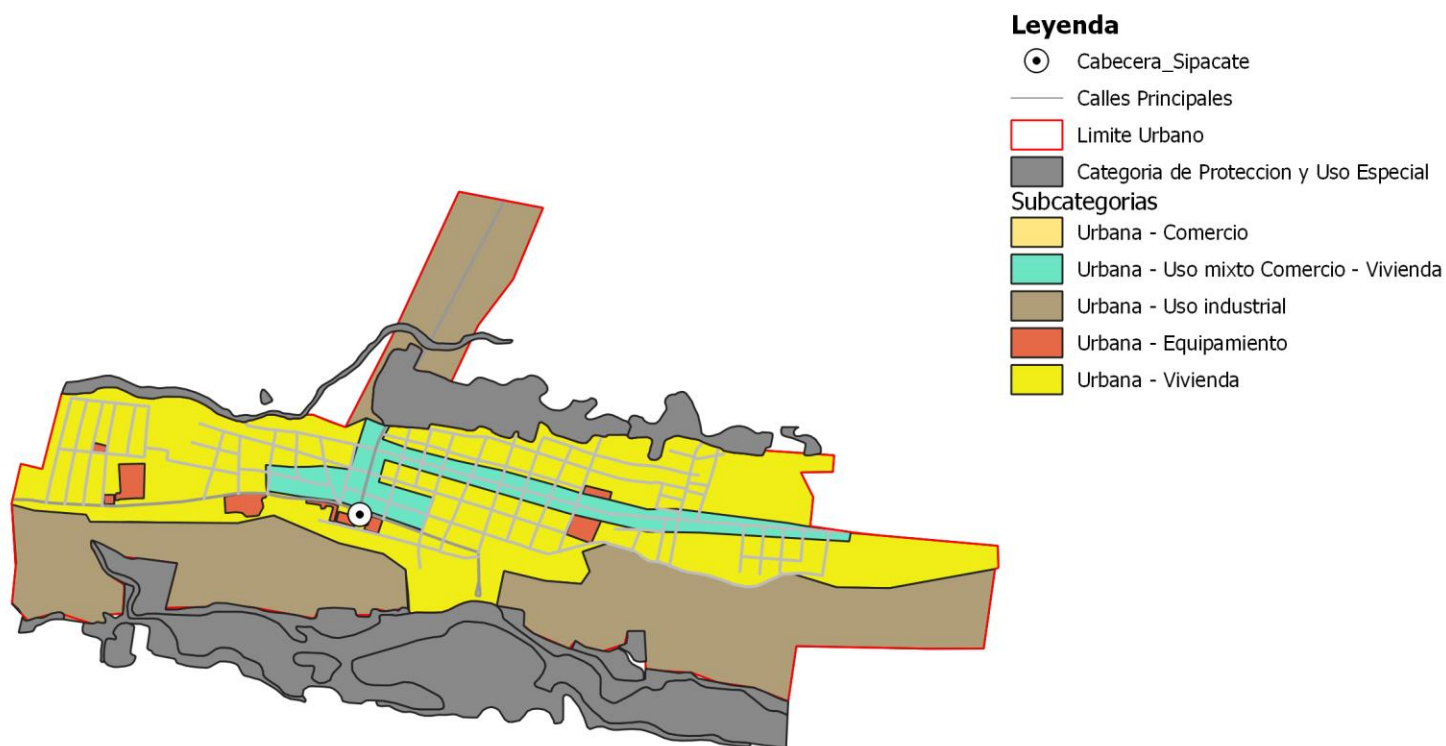 Leyenda
Cabecera_Sipacate
Calles Principales
Limite Urbano
Categoria de Proteccion y Uso Especial
Subcategorias
Urbana - Comercio
Urbana - Uso mixto Comercio - Vivienda
Urbana - Uso industrial
Urbana - Equipamiento
Urbana - Vivienda